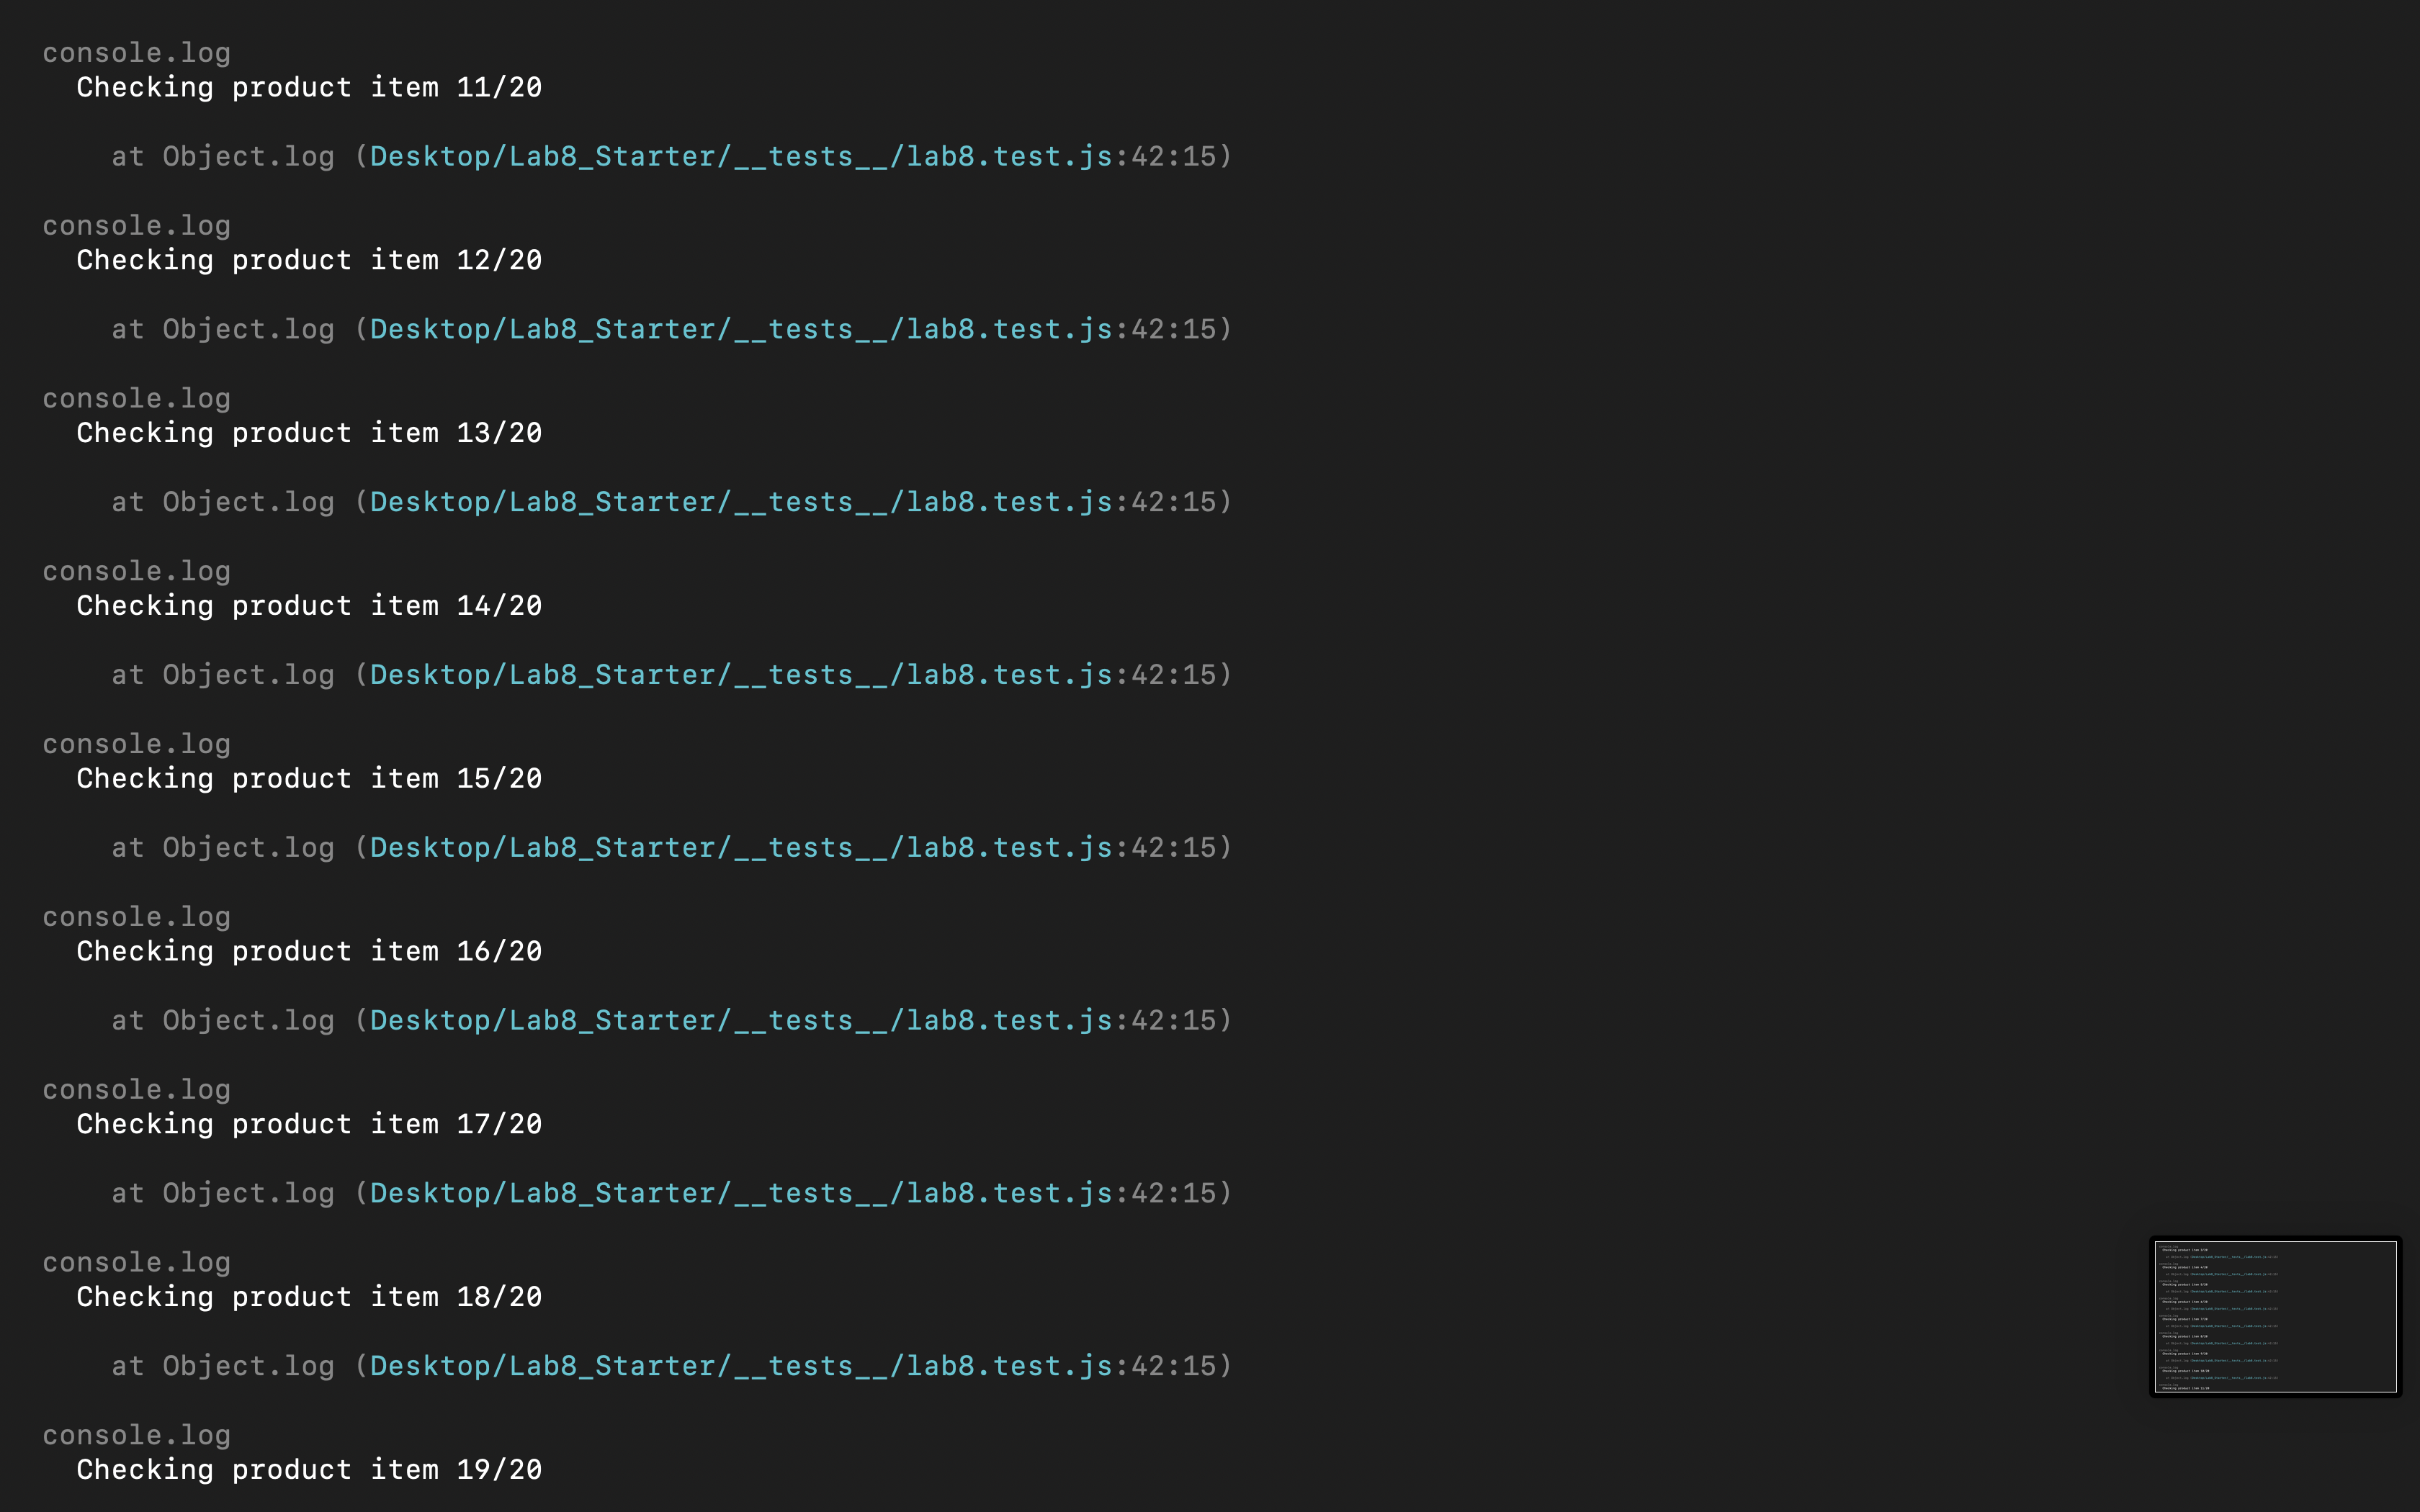 console.log
Checking product item 11/20
at Object.log (Desktop/Lab8_Starter/__tests__/lab8.test.js:42:15)
console.log
Checking product item 12/20
at Object.log (Desktop/Lab8_Starter/__tests__/lab8.test.js:42:15)
console.log
Checking product item 13/20
at Object.log (Desktop/Lab8_Starter/__tests__/lab8.test.js:42:15)
console.log
Checking product item 14/20
at Object.log (Desktop/Lab8_Starter/__tests__/lab8.test.js:42:15)
console.log
Checking product item 15/20
at Object.log (Desktop/Lab8_Starter/__tests__/lab8.test.js:42:15)
console.log
Checking product item 16/20
at Object.log (Desktop/Lab8_Starter/__tests__/lab8.test.js:42:15)
console.log
Checking product item 17/20
at Object.log (Desktop/Lab8_Starter/__tests__/lab8.test.js:42:15)
console.log
Checking product item 18/20
at Object.log (Desktop/Lab8_Starter/__tests__/lab8.test.js:42:15)
console.log
Checking product item 19/20